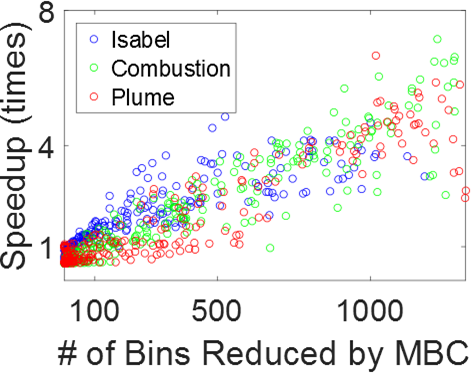 8
Isabel
Combustion
Plume
4
1
Speedup (times)
100 500 1000
# of Bins Reduced by MBC